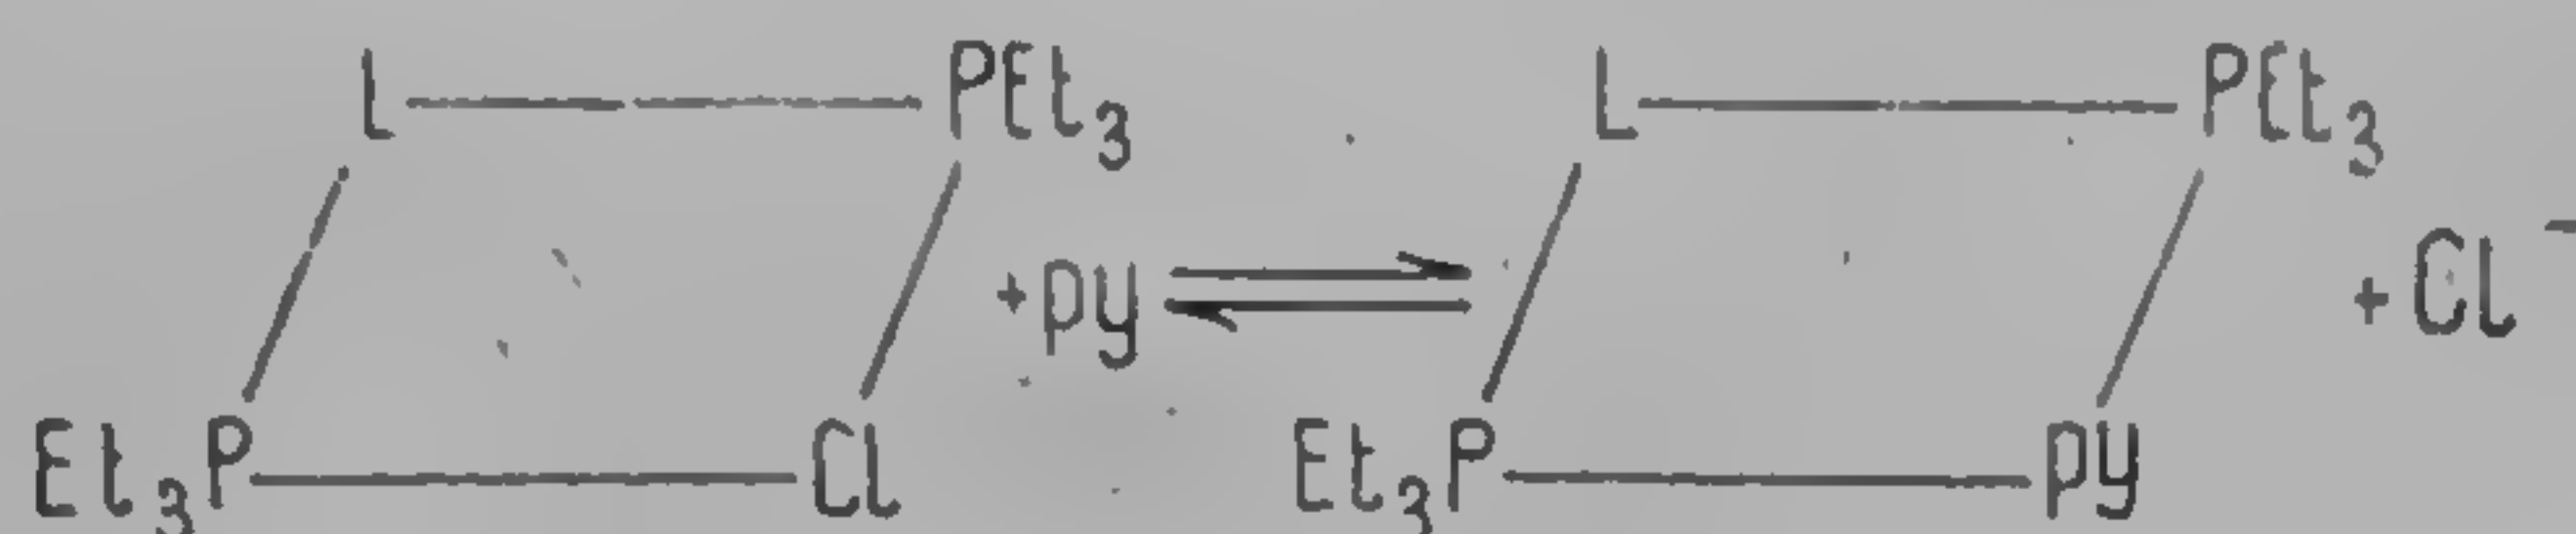 L PEt3 L PEt3
+ py ⇌ + Cl⁻
Et3P Cl Et3P py